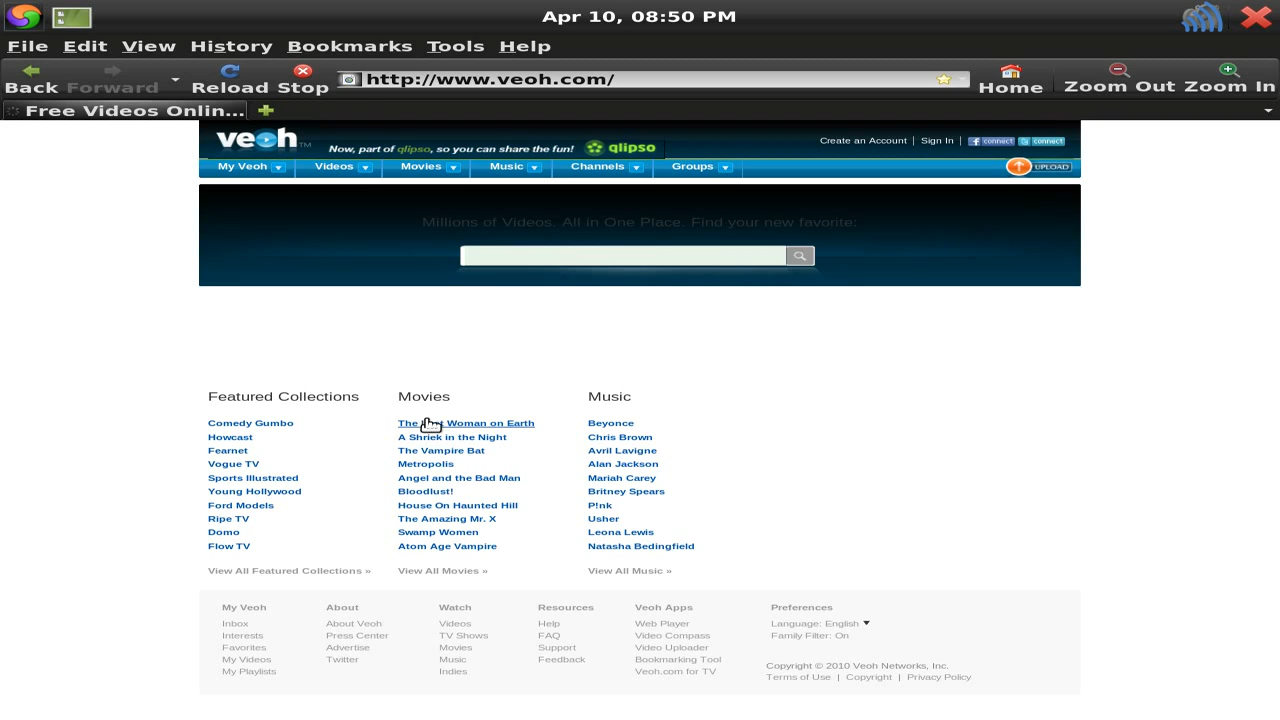 Apr 10, 08:50 PM
File Edit View History Bookmarks Tools Help
Back Forward Reload Stop http://www.veoh.com/ Home Zoom Out Zoom In
Free Videos Onlin...
veoh TM Now, part of qlipso, so you can share the fun! qlipso Create an Account | Sign In | f connect connect
My Veoh Videos Movies Music Channels Groups UPLOAD
Millions of Videos. All in One Place. Find your new favorite:
Featured Collections
Comedy Gumbo
Howcast
Fearnet
Vogue TV
Sports Illustrated
Young Hollywood
Ford Models
Ripe TV
Domo
Flow TV
View All Featured Collections »
Movies
The Woman on Earth
A Shriek in the Night
The Vampire Bat
Metropolis
Angel and the Bad Man
Bloodlust!
House On Haunted Hill
The Amazing Mr. X
Swamp Women
Atom Age Vampire
View All Movies »
Music
Beyonce
Chris Brown
Avril Lavigne
Alan Jackson
Mariah Carey
Britney Spears
P!nk
Usher
Leona Lewis
Natasha Bedingfield
View All Music »
My Veoh
Inbox
Interests
Favorites
My Videos
My Playlists
About
About Veoh
Press Center
Advertise
Twitter
Watch
Videos
TV Shows
Movies
Music
Indies
Resources
Help
FAQ
Support
Feedback
Veoh Apps
Web Player
Video Compass
Video Uploader
Bookmarking Tool
Veoh.com for TV
Preferences
Language: English
Family Filter: On
Copyright © 2010 Veoh Networks, Inc.
Terms of Use | Copyright | Privacy Policy